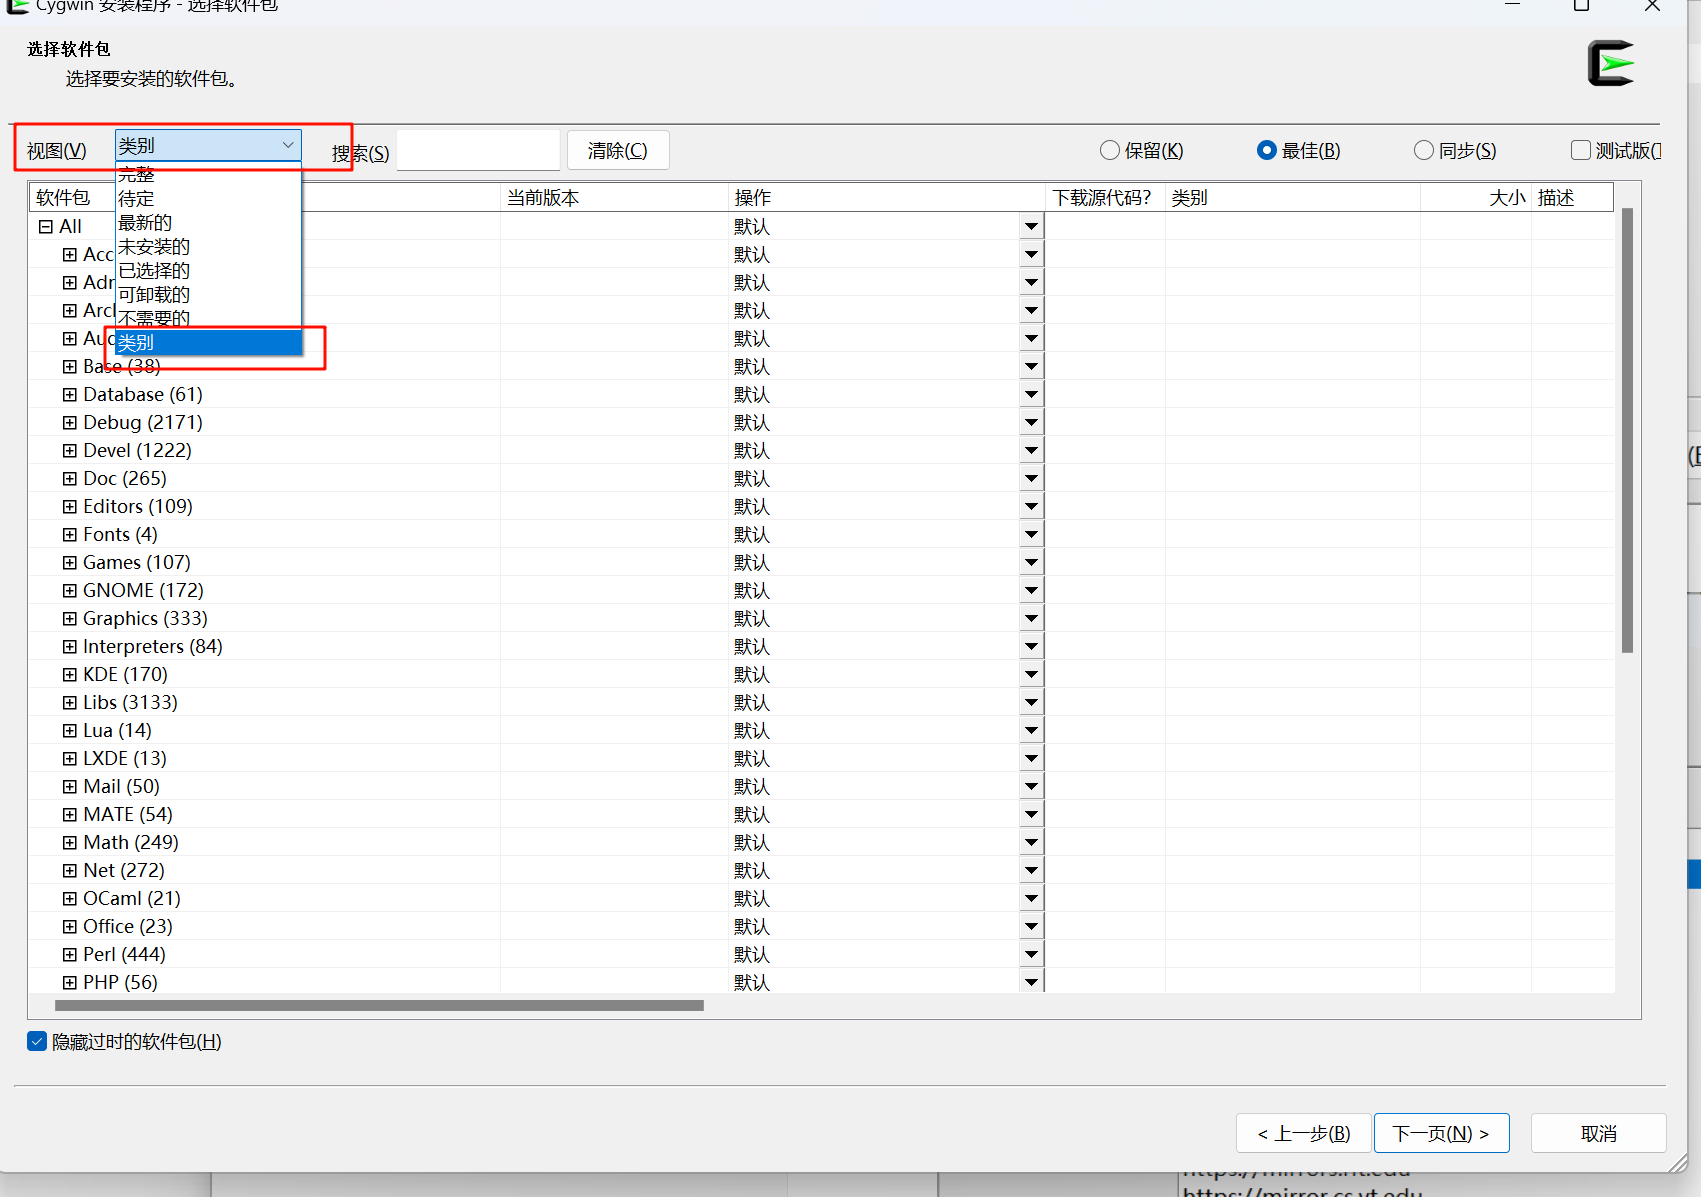 Cygwin 安装程序 - 选择软件包
选择软件包
选择要安装的软件包。
视图(V) 类别 搜索(S) 清除(C) 保留(K) 最佳(B) 同步(S) 测试版(T
完整
待定
最新的
未安装的
已选择的
可卸载的
不需要的
类别
软件包 当前版本 操作 下载源代码? 类别 大小 描述
All 默认
Acc 默认
Adm 默认
Arch 默认
Aud 默认
Base (38) 默认
Database (61) 默认
Debug (2171) 默认
Devel (1222) 默认
Doc (265) 默认
Editors (109) 默认
Fonts (4) 默认
Games (107) 默认
GNOME (172) 默认
Graphics (333) 默认
Interpreters (84) 默认
KDE (170) 默认
Libs (3133) 默认
Lua (14) 默认
LXDE (13) 默认
Mail (50) 默认
MATE (54) 默认
Math (249) 默认
Net (272) 默认
OCaml (21) 默认
Office (23) 默认
Perl (444) 默认
PHP (56) 默认
隐藏过时的软件包(H)
< 上一步(B) 下一页(N) > 取消
https://mirrors.rit.edu
https://mirror.cs.vt.edu